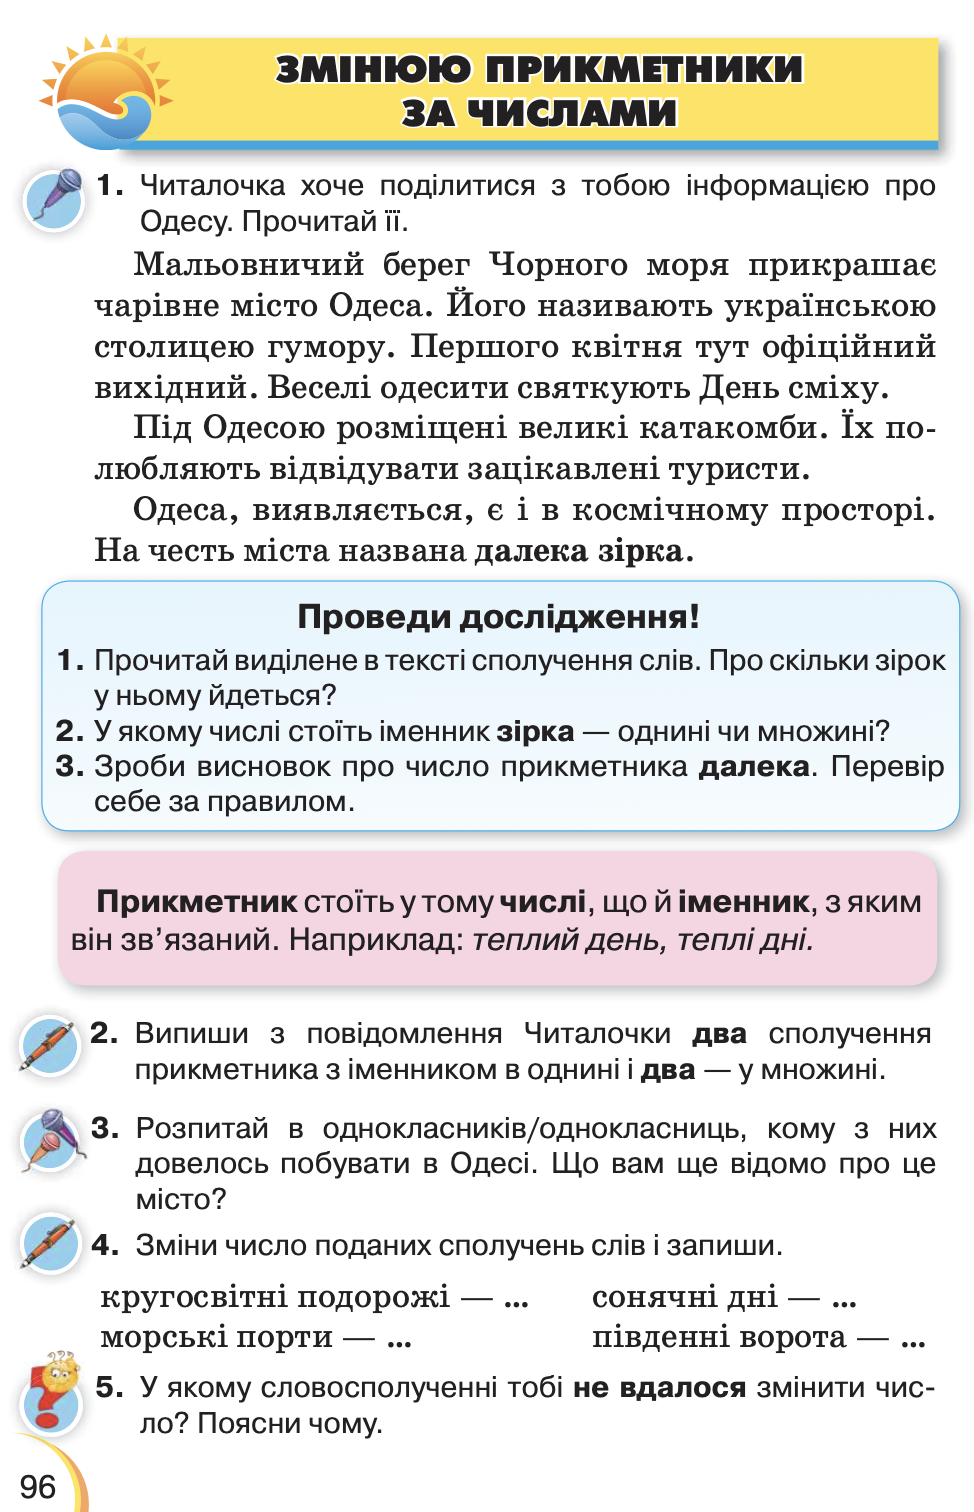 ЗМІНЮЮ ПРИКМЕТНИКИ
ЗА ЧИСЛАМИ
1. Читалочка хоче поділитися з тобою інформацією про
Одесу. Прочитай її.
Мальовничий берег Чорного моря прикрашає
чарівне місто Одеса. Його називають українською
столицею гумору. Першого квітня тут офіційний
вихідний. Веселі одесити святкують День сміху.
Під Одесою розміщені великі катакомби. Їх по-
любляють відвідувати зацікавлені туристи.
Одеса, виявляється, є і в космічному просторі.
На честь міста названа далека зірка.
Проведи дослідження!
1. Прочитай виділене в тексті сполучення слів. Про скільки зірок
у ньому йдеться?
2. У якому числі стоїть іменник зірка — однині чи множині?
3. Зроби висновок про число прикметника далека. Перевір
себе за правилом.
Прикметник стоїть у тому числі, що й іменник, з яким
він зв’язаний. Наприклад: теплий день, теплі дні.
2. Випиши з повідомлення Читалочки два сполучення
прикметника з іменником в однині і два — у множині.
3. Розпитай в однокласників/однокласниць, кому з них
довелось побувати в Одесі. Що вам ще відомо про це
місто?
4. Зміни число поданих сполучень слів і запиши.
кругосвітні подорожі — ... сонячні дні — ...
морські порти — ... південні ворота — ...
5. У якому словосполученні тобі не вдалося змінити чис-
ло? Поясни чому.
96